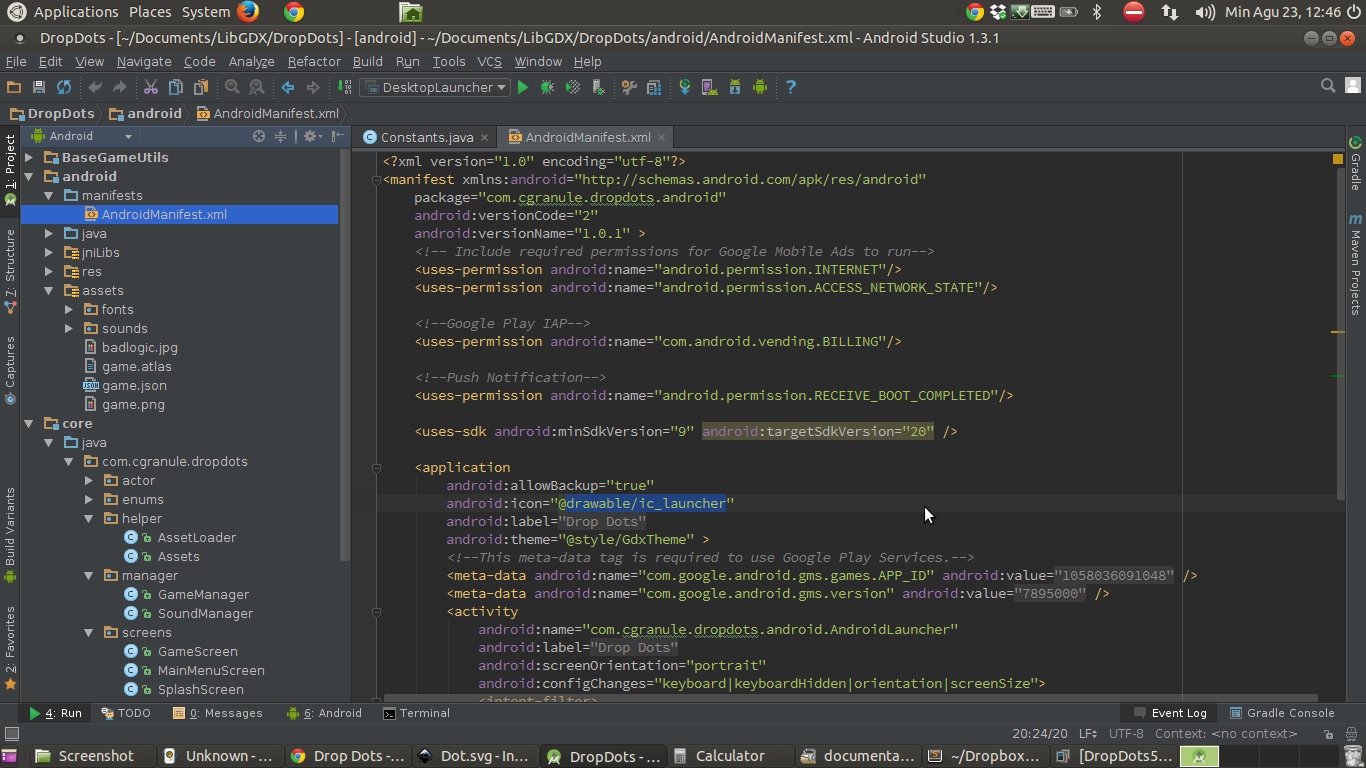 Applications Places System Min Agu 23, 12:46
DropDots - [~/Documents/LibGDX/DropDots] - [android] - ~/Documents/LibGDX/DropDots/android/AndroidManifest.xml - Android Studio 1.3.1
File Edit View Navigate Code Analyze Refactor Build Run Tools VCS Window Help
DesktopLauncher
DropDots android AndroidManifest.xml
Android
Constants.java AndroidManifest.xml
1: Project
7: Structure
Captures
Build Variants
2: Favorites
BaseGameUtils
android
manifests
AndroidManifest.xml
java
jniLibs
res
assets
fonts
sounds
badlogic.jpg
game.atlas
game.json
game.png
core
java
com.cgranule.dropdots
actor
enums
helper
AssetLoader
Assets
manager
GameManager
SoundManager
screens
GameScreen
MainMenuScreen
SplashScreen
<?xml version="1.0" encoding="utf-8"?>
<manifest xmlns:android="http://schemas.android.com/apk/res/android"
package="com.cgranule.dropdots.android"
android:versionCode="2"
android:versionName="1.0.1" >
<!-- Include required permissions for Google Mobile Ads to run-->
<uses-permission android:name="android.permission.INTERNET"/>
<uses-permission android:name="android.permission.ACCESS_NETWORK_STATE"/>
<!--Google Play IAP-->
<uses-permission android:name="com.android.vending.BILLING"/>
<!--Push Notification-->
<uses-permission android:name="android.permission.RECEIVE_BOOT_COMPLETED"/>
<uses-sdk android:minSdkVersion="9" android:targetSdkVersion="20" />
<application
android:allowBackup="true"
android:icon="@drawable/ic_launcher"
android:label="Drop Dots"
android:theme="@style/GdxTheme" >
<!--This meta-data tag is required to use Google Play Services.-->
<meta-data android:name="com.google.android.gms.games.APP_ID" android:value="1058036091048" />
<meta-data android:name="com.google.android.gms.version" android:value="7895000" />
<activity
android:name="com.cgranule.dropdots.android.AndroidLauncher"
android:label="Drop Dots"
android:screenOrientation="portrait"
android:configChanges="keyboard|keyboardHidden|orientation|screenSize">
<intent-filter>
Gradle
Maven Projects
4: Run TODO 0: Messages 6: Android Terminal Event Log Gradle Console
20:24/20 LF UTF-8 Context: <no context>
Screenshot Unknown -... Drop Dots -... Dot.svg - In... DropDots - ... Calculator documenta... ~/Dropbox... [DropDots5...